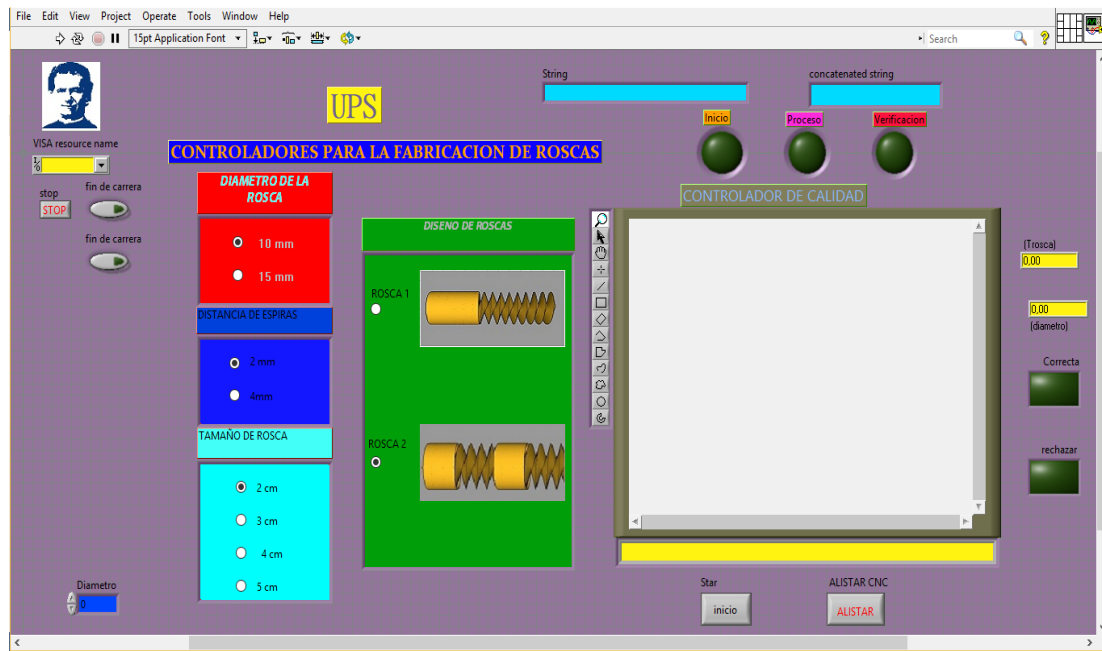 File Edit View Project Operate Tools Window Help
15pt Application Font
Search
String
concatenated string
UPS
Inicio
Proceso
Verificacion
VISA resource name
CONTROLADORES PARA LA FABRICACION DE ROSCAS
stop
fin de carrera
STOP
DIAMETRO DE LA
ROSCA
CONTROLADOR DE CALIDAD
fin de carrera
10 mm
15 mm
DISENO DE ROSCAS
(Trosca)
0,00
ROSCA 1
DISTANCIA DE ESPIRAS
0,00
(diametro)
2 mm
4mm
Correcta
TAMAÑO DE ROSCA
ROSCA 2
rechazar
2 cm
3 cm
4 cm
5 cm
Diametro
0
Star
ALISTAR CNC
inicio
ALISTAR